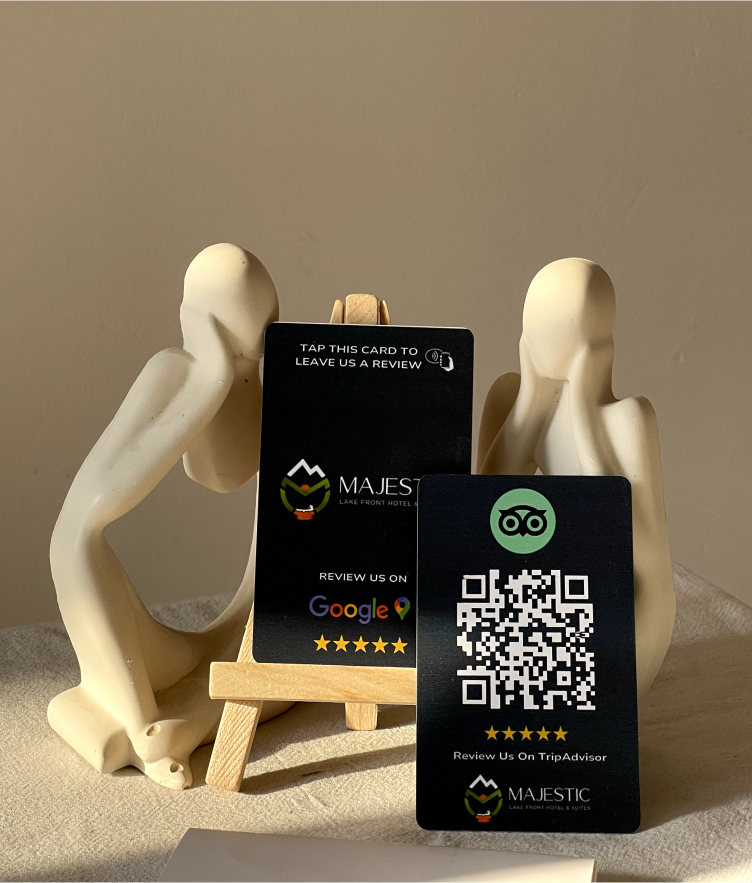 TAP THIS CARD TO
LEAVE US A REVIEW
MAJEST
LAKE FRONT HOTEL &
REVIEW US ON
Google
Review Us On TripAdvisor
MAJESTIC
LAKE FRONT HOTEL & SUITES